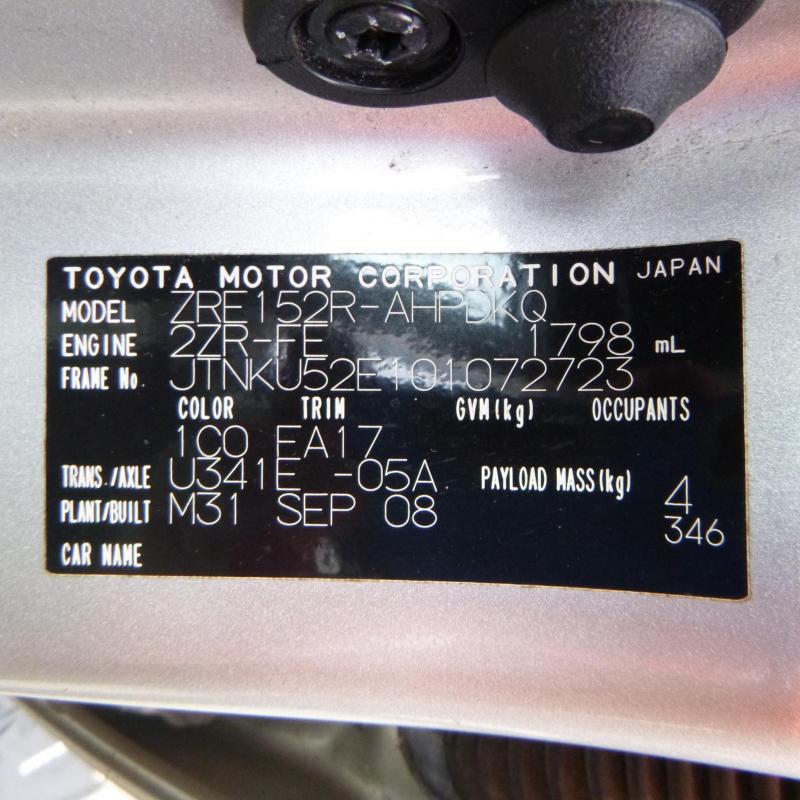 TOYOTA MOTOR CORPORATION JAPAN
MODEL ZRE152R-AHPDKQ
ENGINE 2ZR-FE 1798 mL
FRAME No. JTNKU52E101072723
COLOR TRIM GVM(kg) OCCUPANTS
1C0 EA17
TRANS./AXLE U341E -05A PAYLOAD MASS(kg) 4
PLANT/BUILT M31 SEP 08 346
CAR NAME